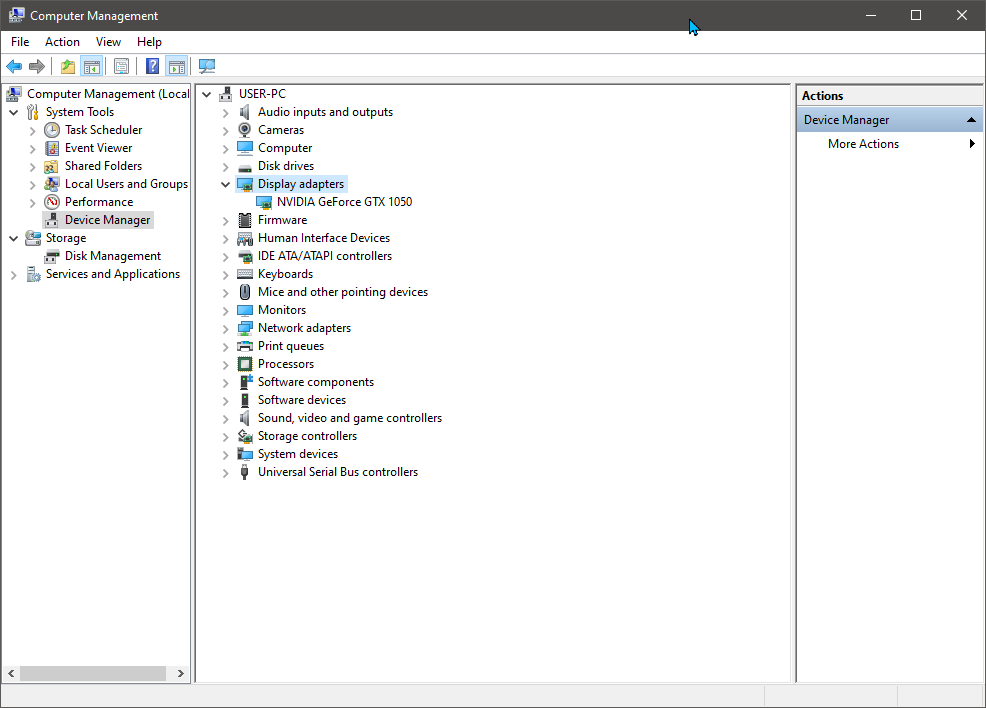 Computer Management
File Action View Help
Computer Management (Local
System Tools
Task Scheduler
Event Viewer
Shared Folders
Local Users and Groups
Performance
Device Manager
Storage
Disk Management
Services and Applications
USER-PC
Audio inputs and outputs
Cameras
Computer
Disk drives
Display adapters
NVIDIA GeForce GTX 1050
Firmware
Human Interface Devices
IDE ATA/ATAPI controllers
Keyboards
Mice and other pointing devices
Monitors
Network adapters
Print queues
Processors
Software components
Software devices
Sound, video and game controllers
Storage controllers
System devices
Universal Serial Bus controllers
Actions
Device Manager
More Actions